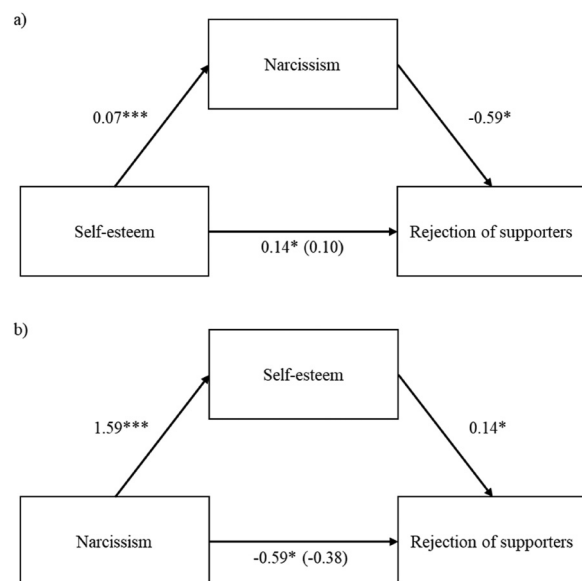 a)
Narcissism
0.07***
-0.59*
Self-esteem
Rejection of supporters
0.14* (0.10)
b)
Self-esteem
1.59***
0.14*
Narcissism
Rejection of supporters
-0.59* (-0.38)